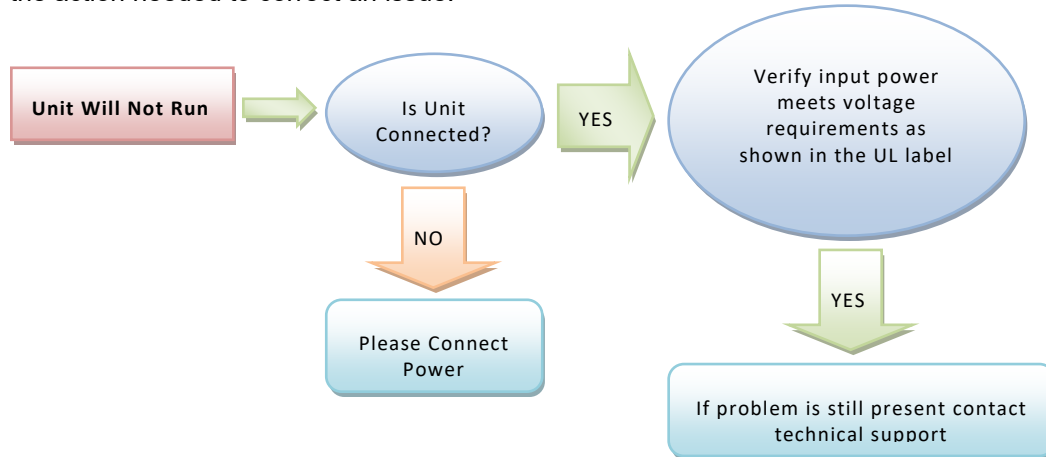 the action needed to correct an issue.
Unit Will Not Run
Is Unit
Connected?
YES
Verify input power
meets voltage
requirements as
shown in the UL label
NO
YES
Please Connect
Power
If problem is still present contact
technical support